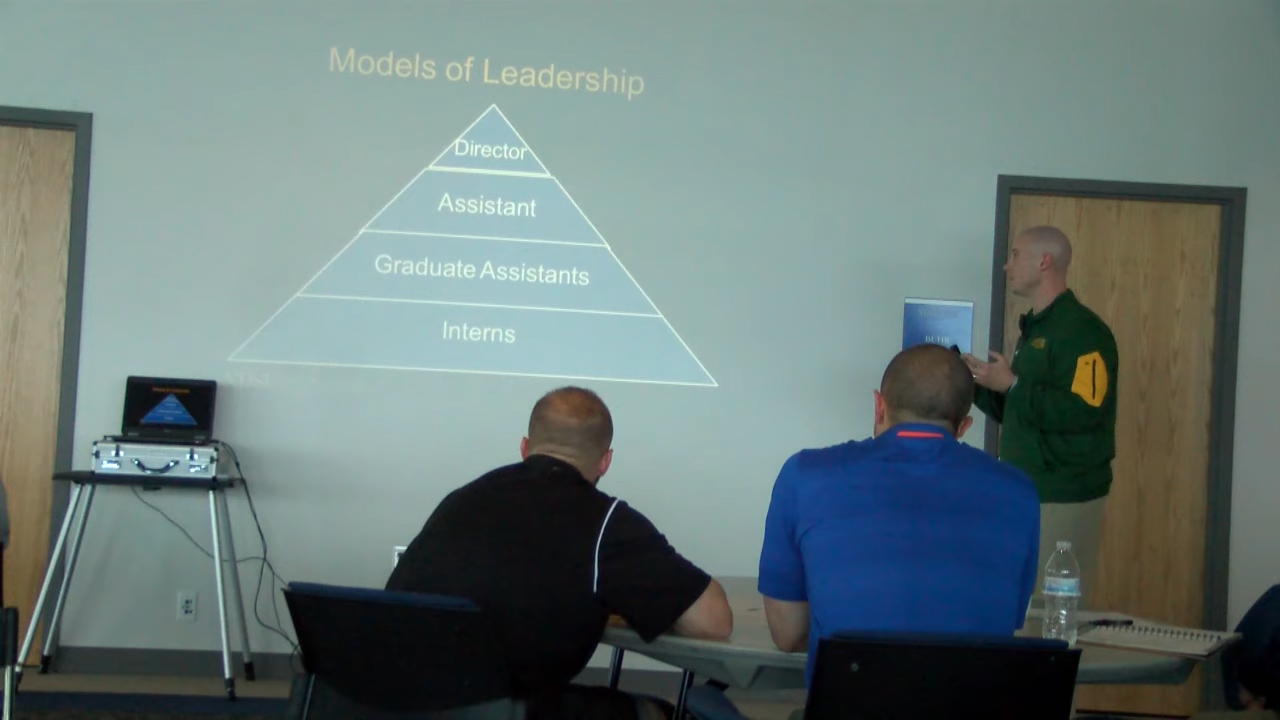 Models of Leadership
Director
Assistant
Graduate Assistants
Interns